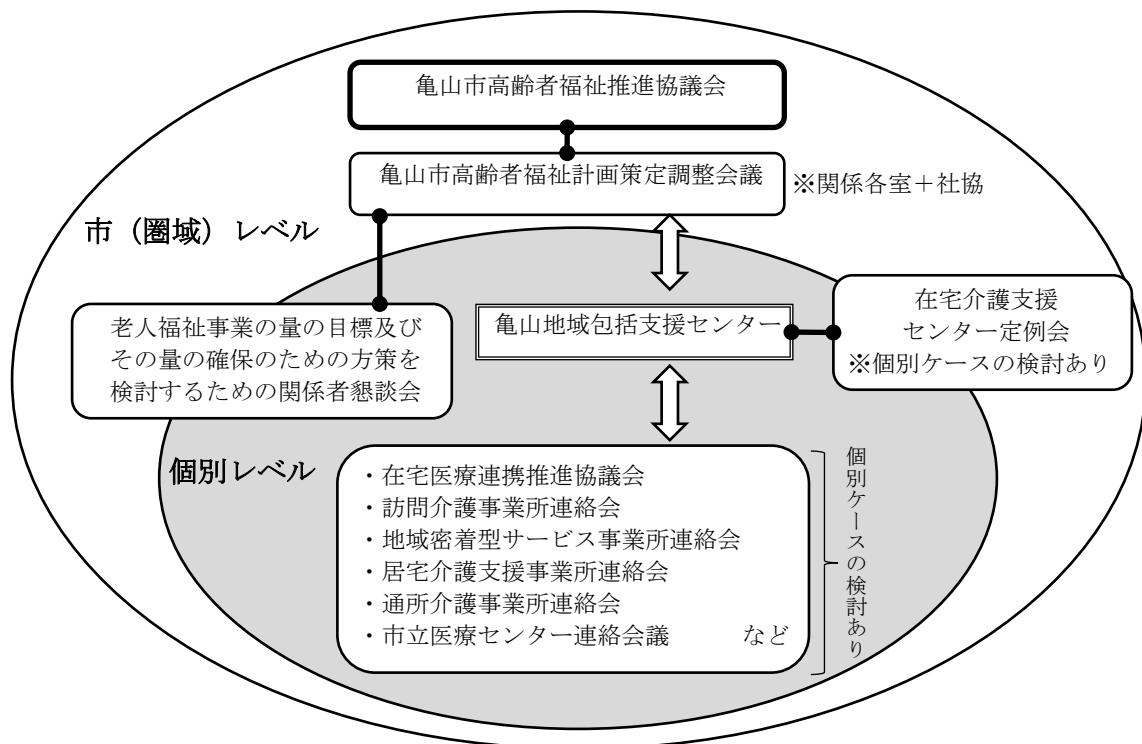 亀山市高齢者福祉推進協議会
亀山市高齢者福祉計画策定調整会議
※関係各室＋社協
市（圏域）レベル
老人福祉事業の量の目標及び
その量の確保のための方策を
検討するための関係者懇談会
亀山地域包括支援センター
在宅介護支援
センター定例会
※個別ケースの検討あり
個別レベル
・在宅医療連携推進協議会
・訪問介護事業所連絡会
・地域密着型サービス事業所連絡会
・居宅介護支援事業所連絡会
・通所介護事業所連絡会
・市立医療センター連絡会議　　など
個別ケースの検討あり